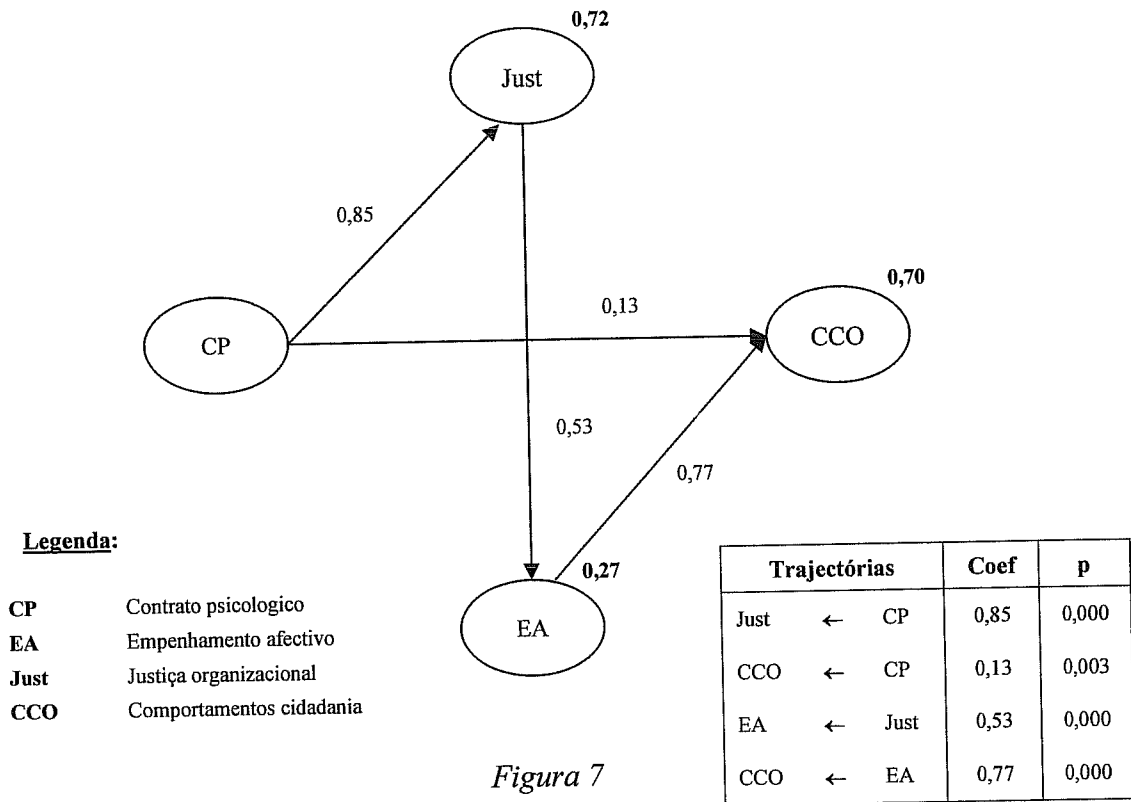 0,72
Just
0,85
0,70
0,13
CP
CCO
0,53
0,77
Legenda:
0,27
CP Contrato psicologico
EA Empenhamento afectivo
Just Justiça organizacional
CCO Comportamentos cidadania
EA
Trajectórias Coef p
Just ← CP 0,85 0,000
CCO ← CP 0,13 0,003
EA ← Just 0,53 0,000
CCO ← EA 0,77 0,000
Figura 7